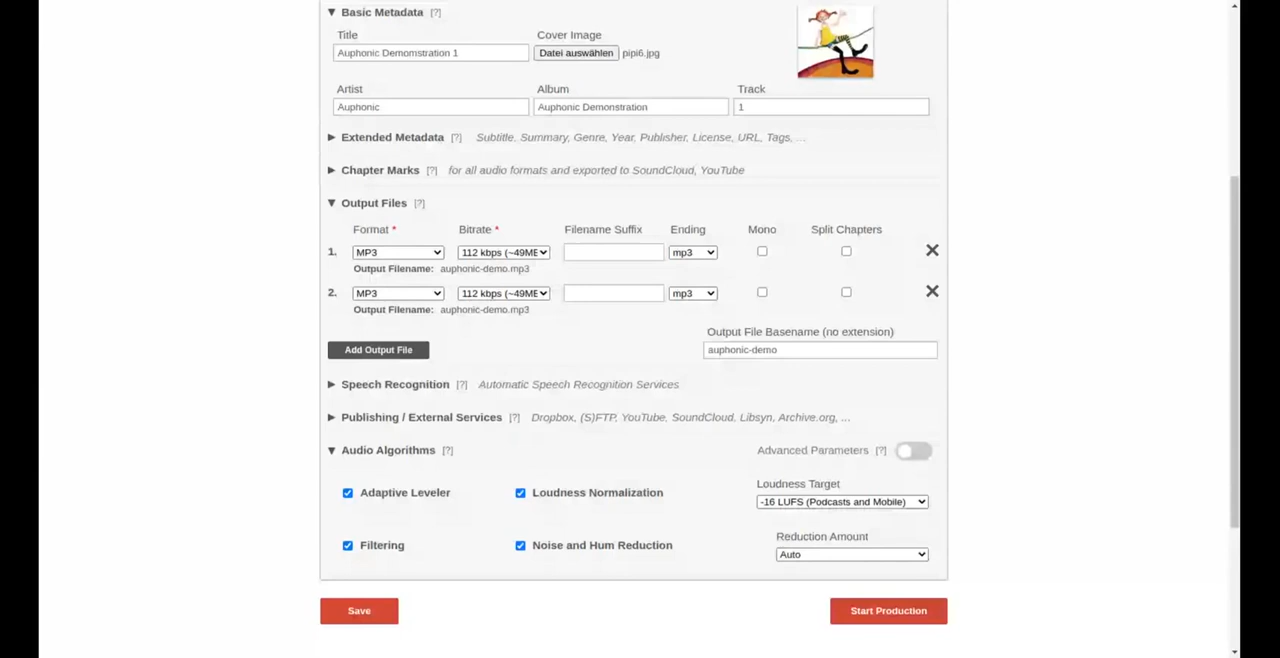 ▼ Basic Metadata [?]
Title Cover Image
Auphonic Demomstration 1 Datei auswählen pipi6.jpg
Artist Album Track
Auphonic Auphonic Demonstration 1
▶ Extended Metadata [?] Subtitle, Summary, Genre, Year, Publisher, License, URL, Tags, ...
▶ Chapter Marks [?] for all audio formats and exported to SoundCloud, YouTube
▼ Output Files [?]
Format * Bitrate * Filename Suffix Ending Mono Split Chapters
1. MP3 112 kbps (~49ME mp3
Output Filename: auphonic-demo.mp3
2. MP3 112 kbps (~49ME mp3
Output Filename: auphonic-demo.mp3
Output File Basename (no extension)
Add Output File auphonic-demo
▶ Speech Recognition [?] Automatic Speech Recognition Services
▶ Publishing / External Services [?] Dropbox, (S)FTP, YouTube, SoundCloud, Libsyn, Archive.org, ...
▼ Audio Algorithms [?] Advanced Parameters [?]
Loudness Target
Adaptive Leveler Loudness Normalization -16 LUFS (Podcasts and Mobile)
Reduction Amount
Filtering Noise and Hum Reduction Auto
Save Start Production